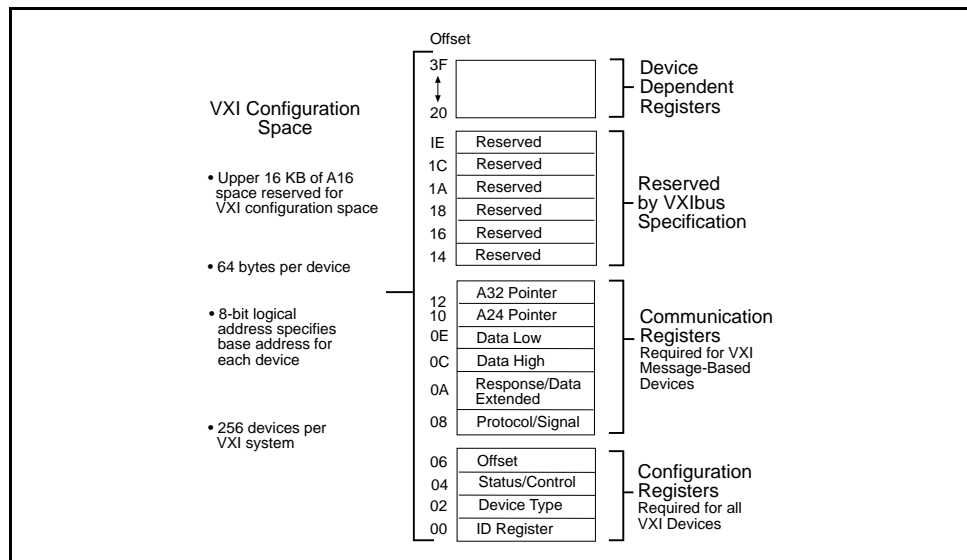 Offset
3F
20
Device
Dependent
Registers
VXI Configuration
Space
• Upper 16 KB of A16
space reserved for
VXI configuration space
• 64 bytes per device
• 8-bit logical
address specifies
base address for
each device
• 256 devices per
VXI system
IE Reserved
1C Reserved
1A Reserved
18 Reserved
16 Reserved
14 Reserved
Reserved
by VXIbus
Specification
12 A32 Pointer
10 A24 Pointer
0E Data Low
0C Data High
0A Response/Data
Extended
08 Protocol/Signal
Communication
Registers
Required for VXI
Message-Based
Devices
06 Offset
04 Status/Control
02 Device Type
00 ID Register
Configuration
Registers
Required for all
VXI Devices